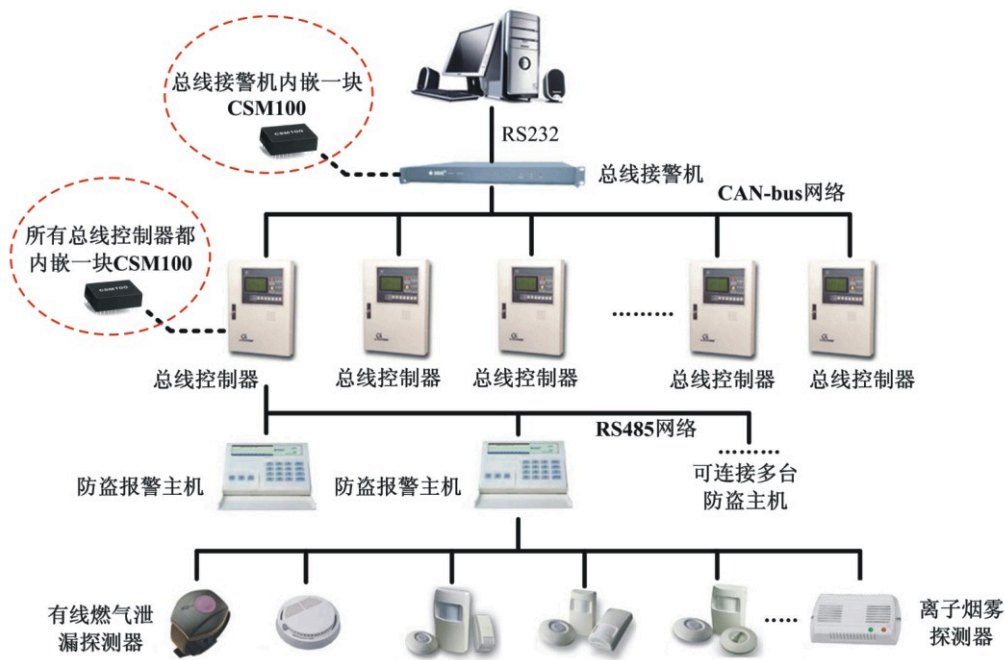 总线接警机内嵌一块
CSM100
CSM100
RS232
总线接警机
CAN-bus网络
所有总线控制器都
内嵌一块CSM100
CSM100
………
总线控制器
总线控制器
总线控制器
总线控制器
总线控制器
RS485网络
………
可连接多台
防盗主机
防盗报警主机
防盗报警主机
有线燃气泄
漏探测器
……
离子烟雾
探测器